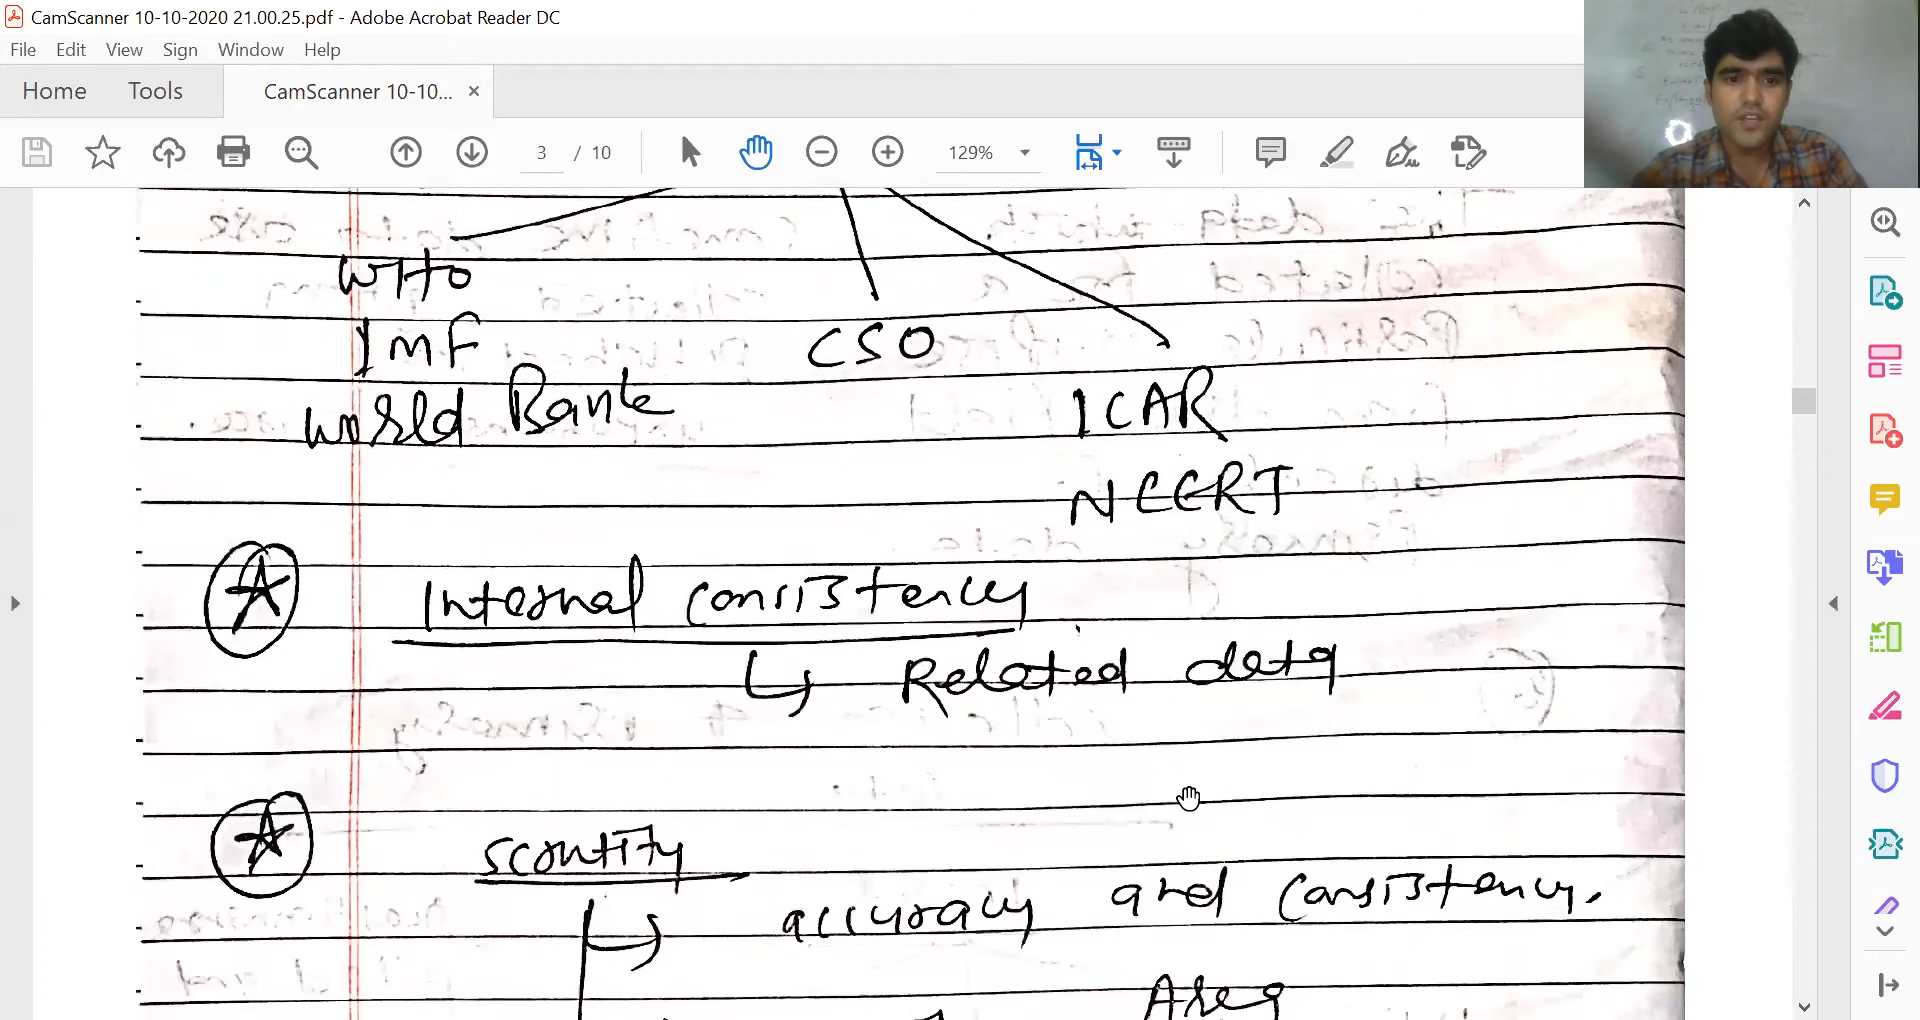 CamScanner 10-10-2020 21.00.25.pdf - Adobe Acrobat Reader DC
File Edit View Sign Window Help
Home Tools CamScanner 10-10... ×
3 / 10 129%
WHO
IMF CSO
World Bank ICAR
NCERT
Internal consistency
Related data
scrutity
accuracy and consistency.
Area